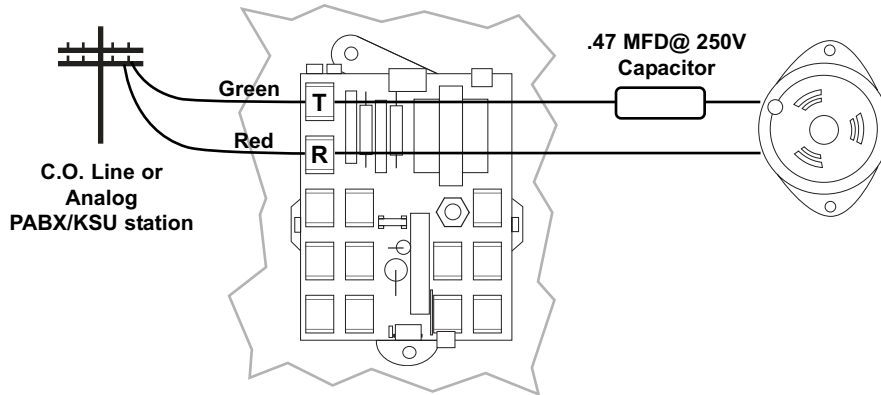 .47 MFD@ 250V
Capacitor
Green
T
Red
R
C.O. Line or
Analog
PABX/KSU station